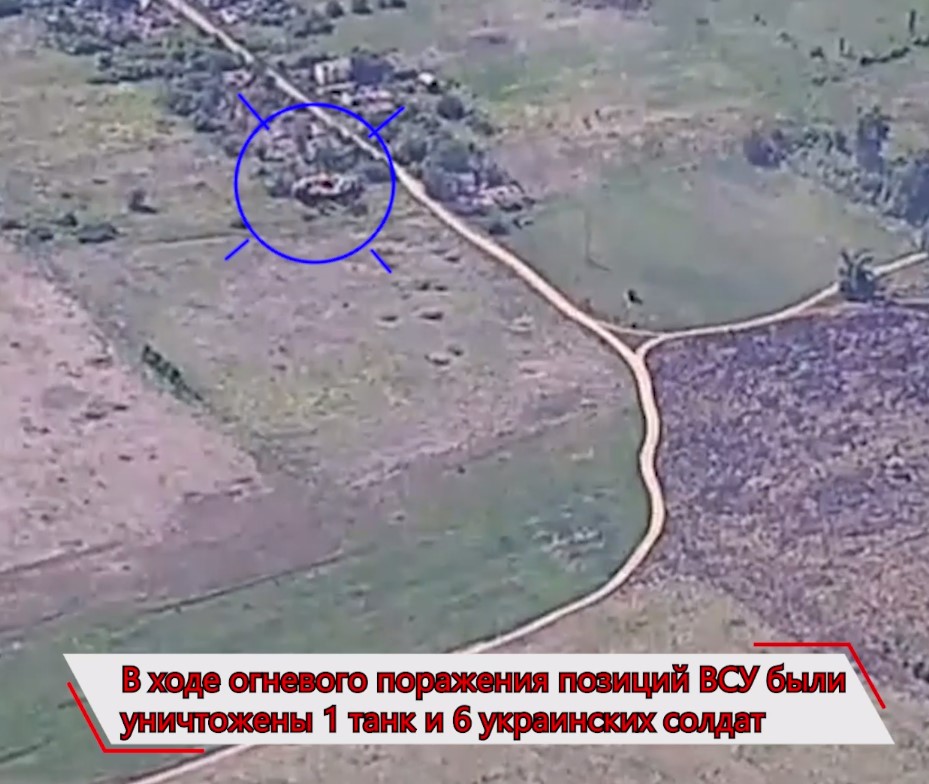 В ходе огневого поражения позиций ВСУ были
уничтожены 1 танк и 6 украинских солдат